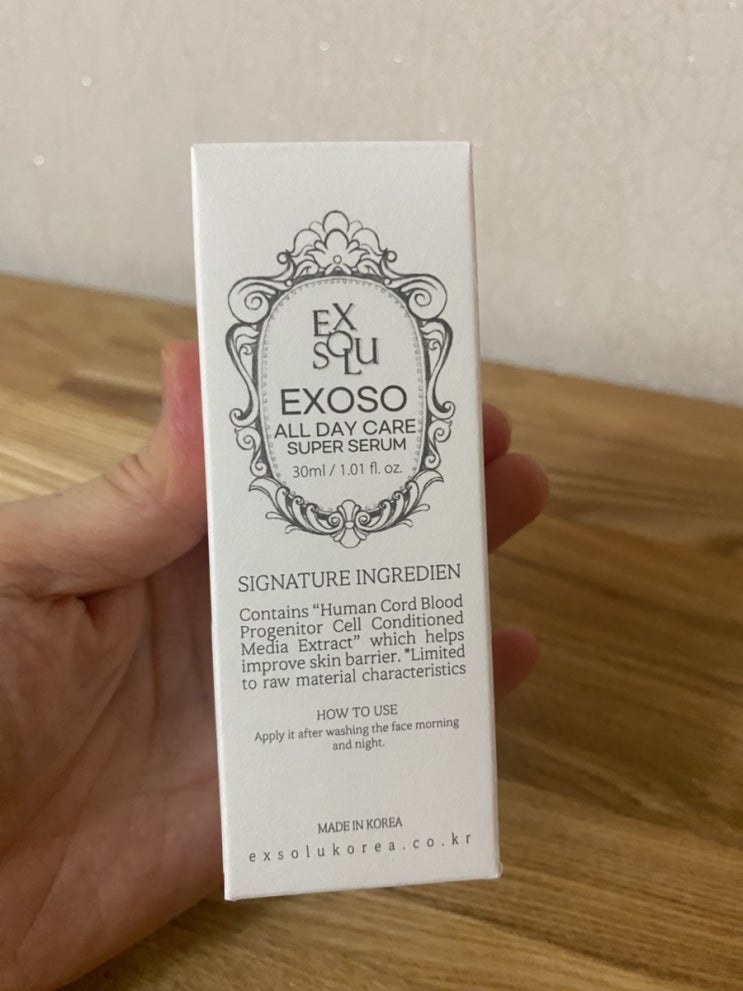 EX
SOLU
EXOSO
ALL DAY CARE
SUPER SERUM
30ml / 1.01 fl. oz.
SIGNATURE INGREDIEN
Contains “Human Cord Blood
Progenitor Cell Conditioned
Media Extract” which helps
improve skin barrier. *Limited
to raw material characteristics
HOW TO USE
Apply it after washing the face morning
and night.
MADE IN KOREA
exsolukorea.co.kr